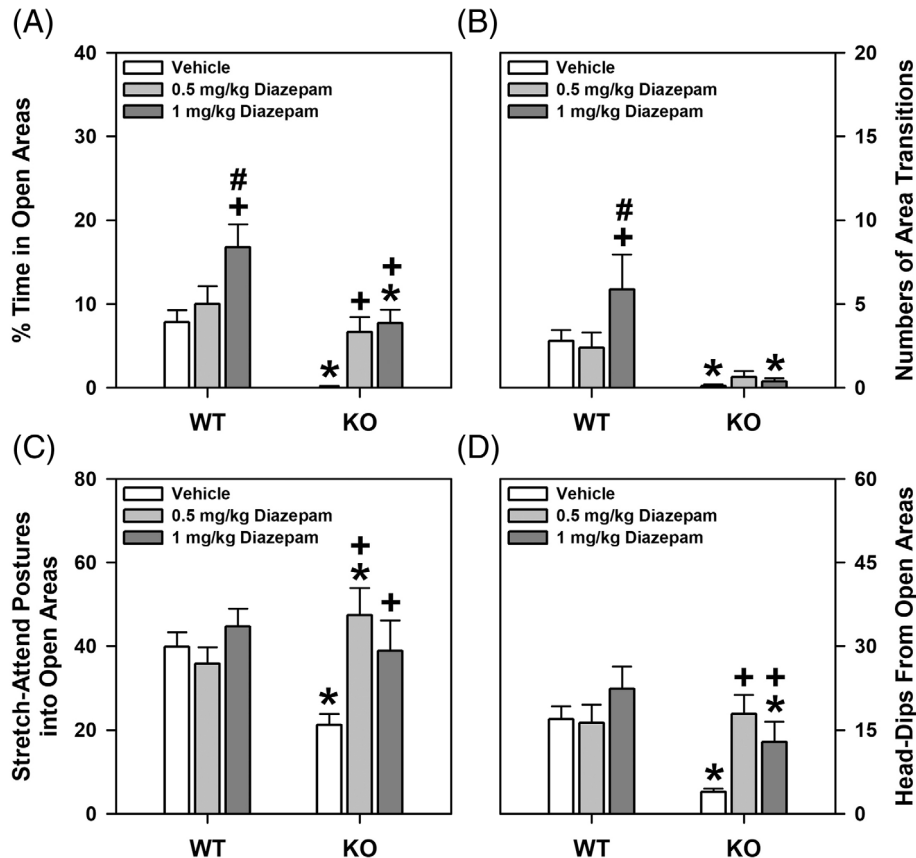 (A)
40
30
20
10
0
% Time in Open Areas
Vehicle
0.5 mg/kg Diazepam
1 mg/kg Diazepam
#
+
*
+
+
*
WT
KO
(B)
20
15
10
5
0
Numbers of Area Transitions
Vehicle
0.5 mg/kg Diazepam
1 mg/kg Diazepam
#
+
*
*
WT
KO
(C)
80
60
40
20
0
Stretch-Attend Postures
into Open Areas
Vehicle
0.5 mg/kg Diazepam
1 mg/kg Diazepam
*
+
*
+
WT
KO
(D)
60
45
30
15
0
Head-Dips From Open Areas
Vehicle
0.5 mg/kg Diazepam
1 mg/kg Diazepam
*
+
+
*
WT
KO